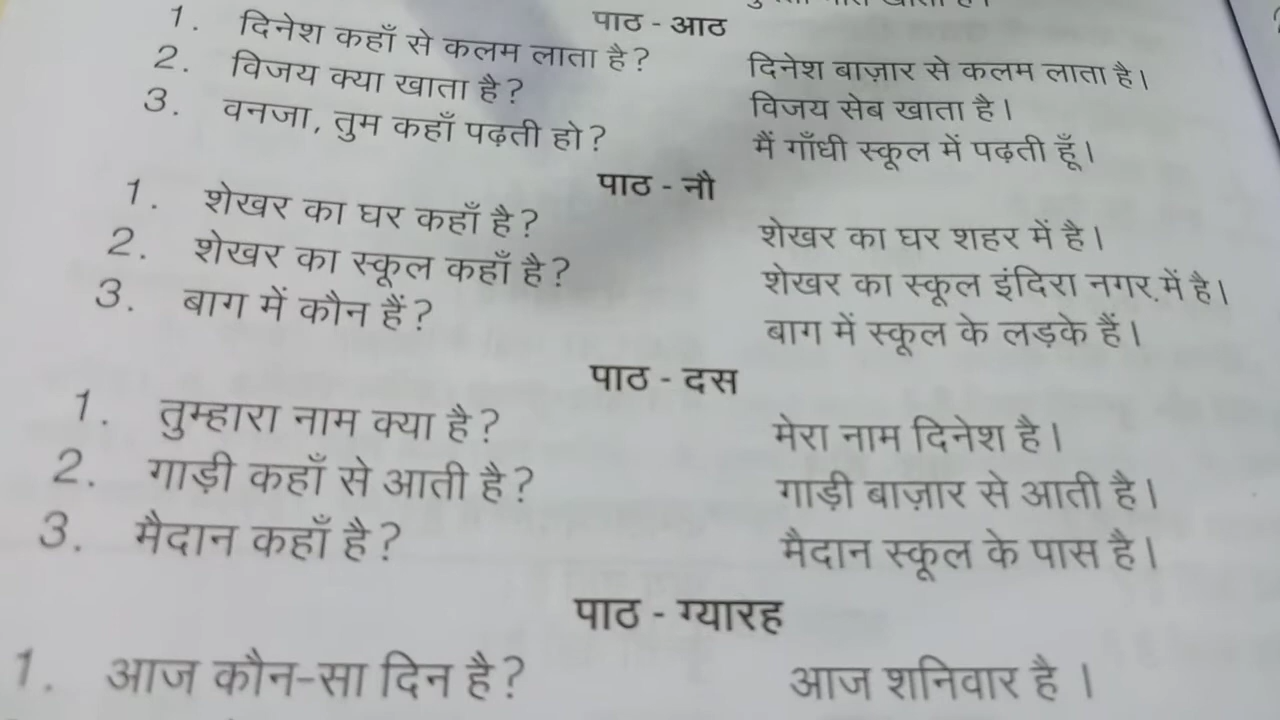 पाठ - आठ
1. दिनेश कहाँ से कलम लाता है? दिनेश बाज़ार से कलम लाता है।
2. विजय क्या खाता है? विजय सेब खाता है।
3. वनजा, तुम कहाँ पढ़ती हो? मैं गाँधी स्कूल में पढ़ती हूँ।
पाठ - नौ
1. शेखर का घर कहाँ है? शेखर का घर शहर में है।
2. शेखर का स्कूल कहाँ है? शेखर का स्कूल इंदिरा नगर में है।
3. बाग में कौन हैं? बाग में स्कूल के लड़के हैं।
पाठ - दस
1. तुम्हारा नाम क्या है? मेरा नाम दिनेश है।
2. गाड़ी कहाँ से आती है? गाड़ी बाज़ार से आती है।
3. मैदान कहाँ है? मैदान स्कूल के पास है।
पाठ - ग्यारह
1. आज कौन-सा दिन है? आज शनिवार है ।